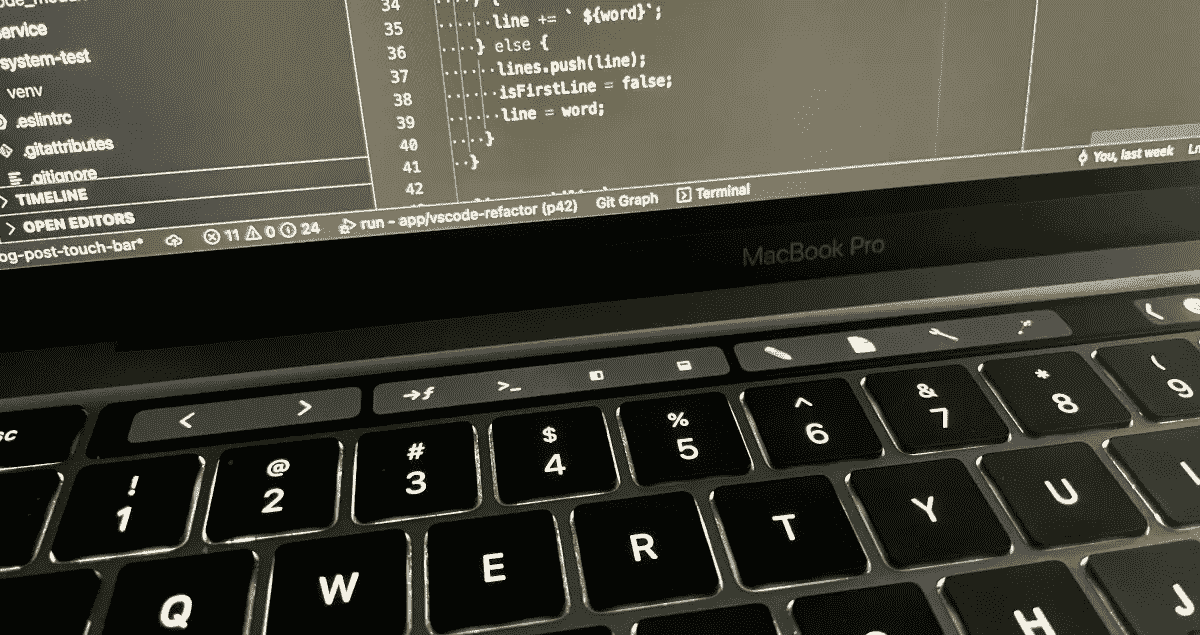 ervice
system-test
venv
.eslintrc
.gitattributes
.gitignore
TIMELINE
OPEN EDITORS
34
35 line += ` ${word}`;
36 } else {
37 lines.push(line);
38 isFirstLine = false;
39 line = word;
40 }
41 }
42
You, last week Ln
og-post-touch-bar* 11 0 24 run - app/vscode-refactor (p42) Git Graph Terminal
MacBook Pro
< > →ƒ >_
sc
! @ # $ % ^ & * (
1 2 3 4 5 6 7 8 9
Q W E R T Y U
H J